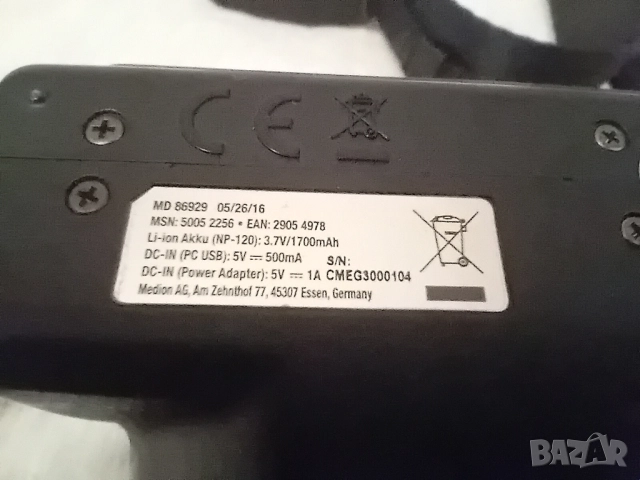 CE
MD 86929 05/26/16
MSN: 5005 2256 • EAN: 2905 4978
Li-ion Akku (NP-120): 3.7V/1700mAh
DC-IN (PC USB): 5V ⎓ 500mA S/N:
DC-IN (Power Adapter): 5V ⎓ 1A CMEG3000104
Medion AG, Am Zehnthof 77, 45307 Essen, Germany
BAZAR